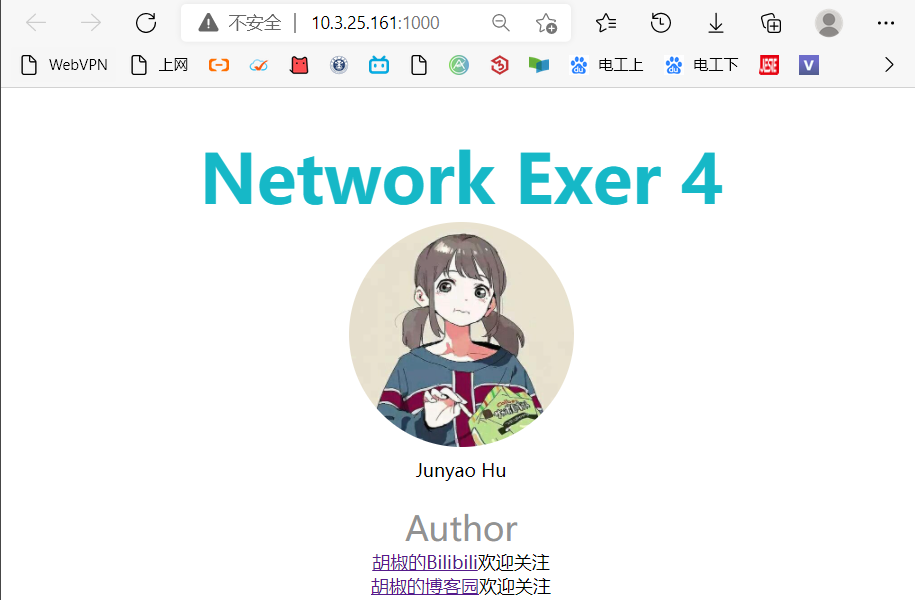 不安全 | 10.3.25.161:1000
WebVPN 上网 电工上 电工下
Network Exer 4
Junyao Hu
Author
胡椒的Bilibili欢迎关注
胡椒的博客园欢迎关注